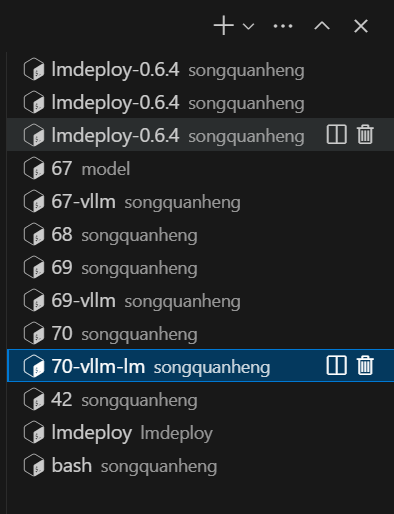 lmdeploy-0.6.4 songquanheng
lmdeploy-0.6.4 songquanheng
lmdeploy-0.6.4 songquanheng
67 model
67-vllm songquanheng
68 songquanheng
69 songquanheng
69-vllm songquanheng
70 songquanheng
70-vllm-lm songquanheng
42 songquanheng
lmdeploy lmdeploy
bash songquanheng